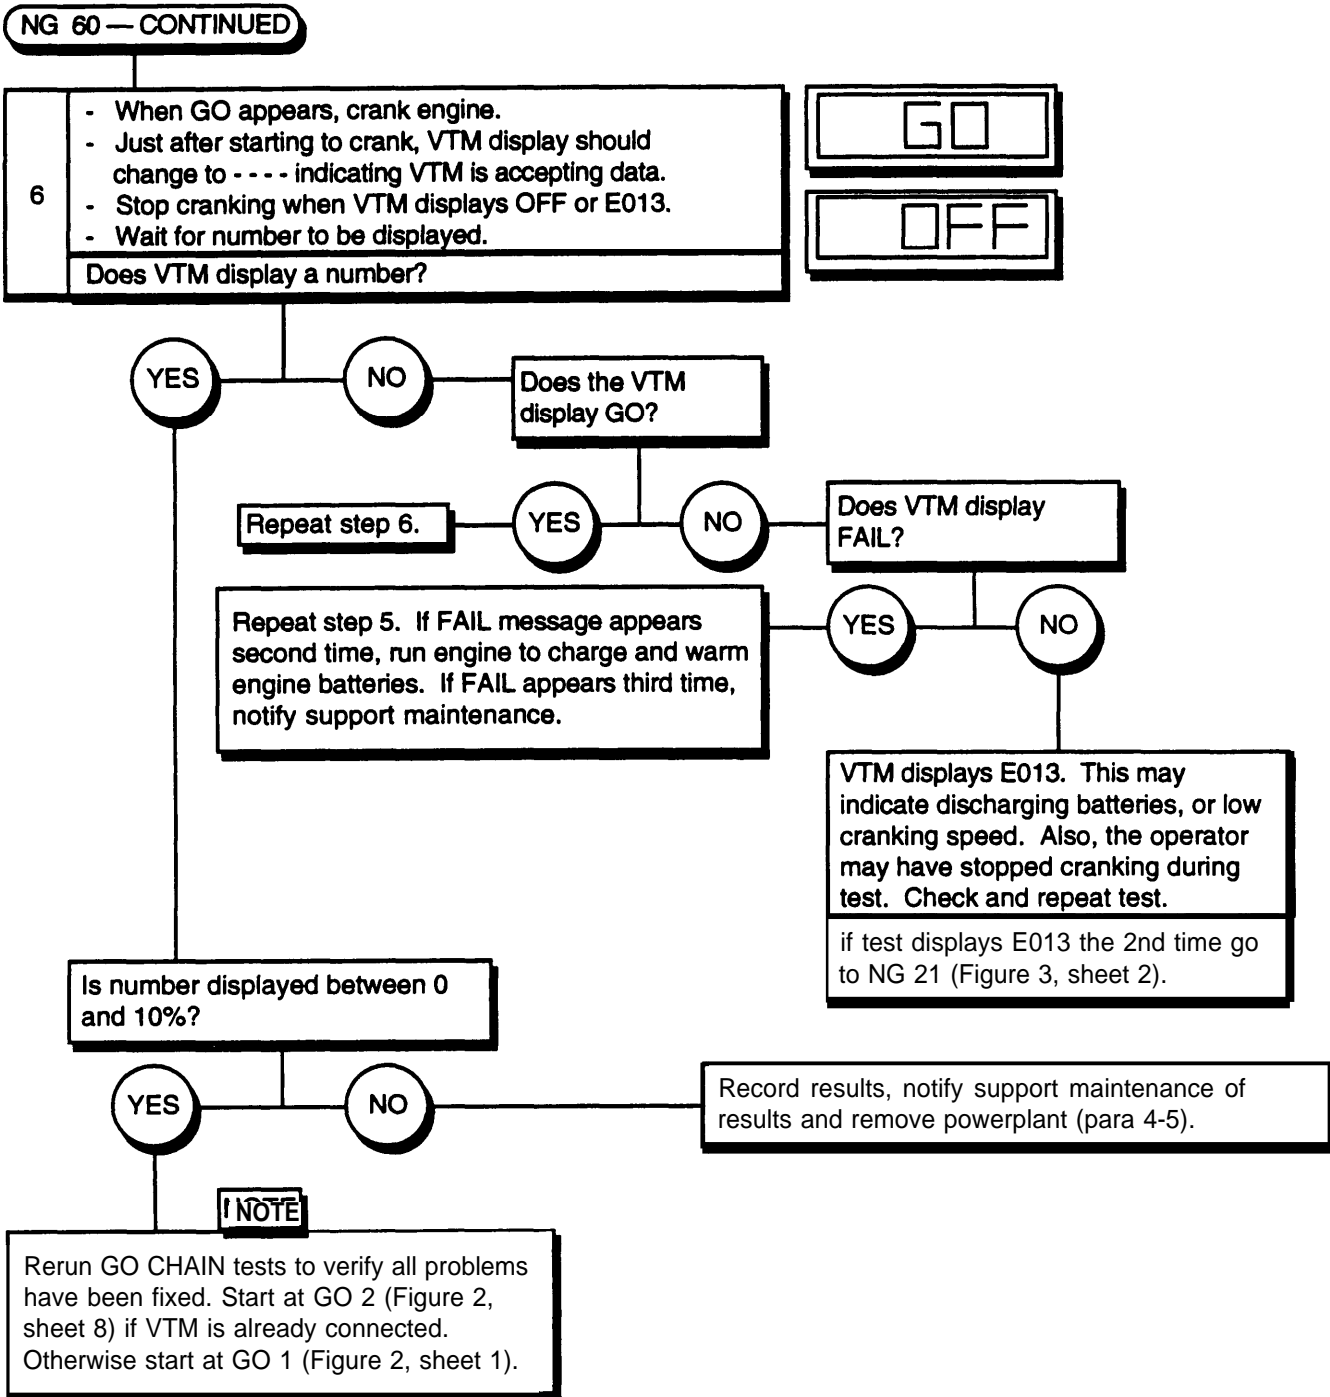 NG 60 — CONTINUED
6
- When GO appears, crank engine.
- Just after starting to crank, VTM display should
change to - - - - indicating VTM is accepting data.
- Stop cranking when VTM displays OFF or E013.
- Wait for number to be displayed.
Does VTM display a number?
GO
OFF
YES
NO
Does the VTM
display GO?
Repeat step 6.
YES
NO
Does VTM display
FAIL?
Repeat step 5. If FAIL message appears
second time, run engine to charge and warm
engine batteries. If FAIL appears third time,
notify support maintenance.
YES
NO
VTM displays E013. This may
indicate discharging batteries, or low
cranking speed. Also, the operator
may have stopped cranking during
test. Check and repeat test.
if test displays E013 the 2nd time go
to NG 21 (Figure 3, sheet 2).
Is number displayed between 0
and 10%?
YES
NO
Record results, notify support maintenance of
results and remove powerplant (para 4-5).
NOTE
Rerun GO CHAIN tests to verify all problems
have been fixed. Start at GO 2 (Figure 2,
sheet 8) if VTM is already connected.
Otherwise start at GO 1 (Figure 2, sheet 1).